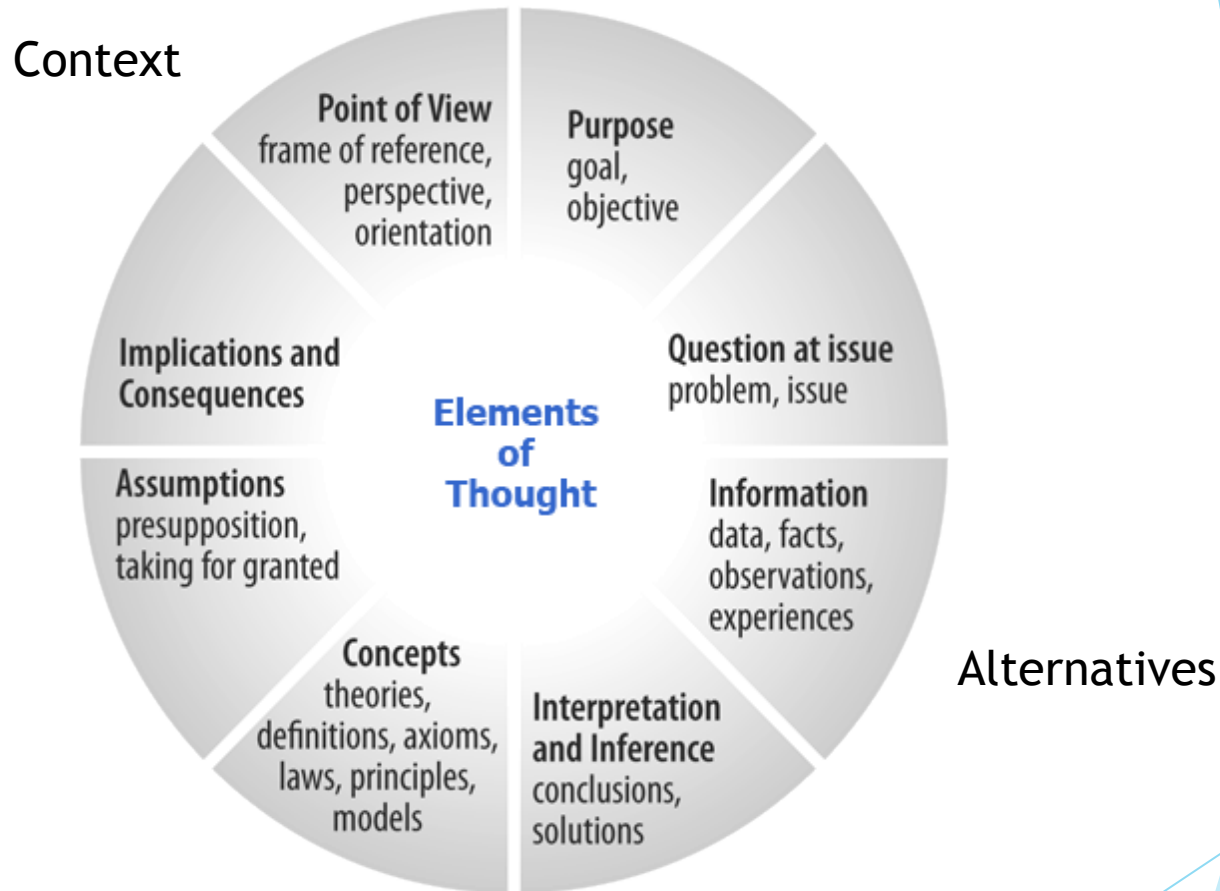 Context
Point of View
frame of reference,
perspective,
orientation
Purpose
goal,
objective
Implications and
Consequences
Question at issue
problem, issue
Elements
of
Thought
Assumptions
presupposition,
taking for granted
Information
data, facts,
observations,
experiences
Concepts
theories,
definitions, axioms,
laws, principles,
models
Interpretation
and Inference
conclusions,
solutions
Alternatives